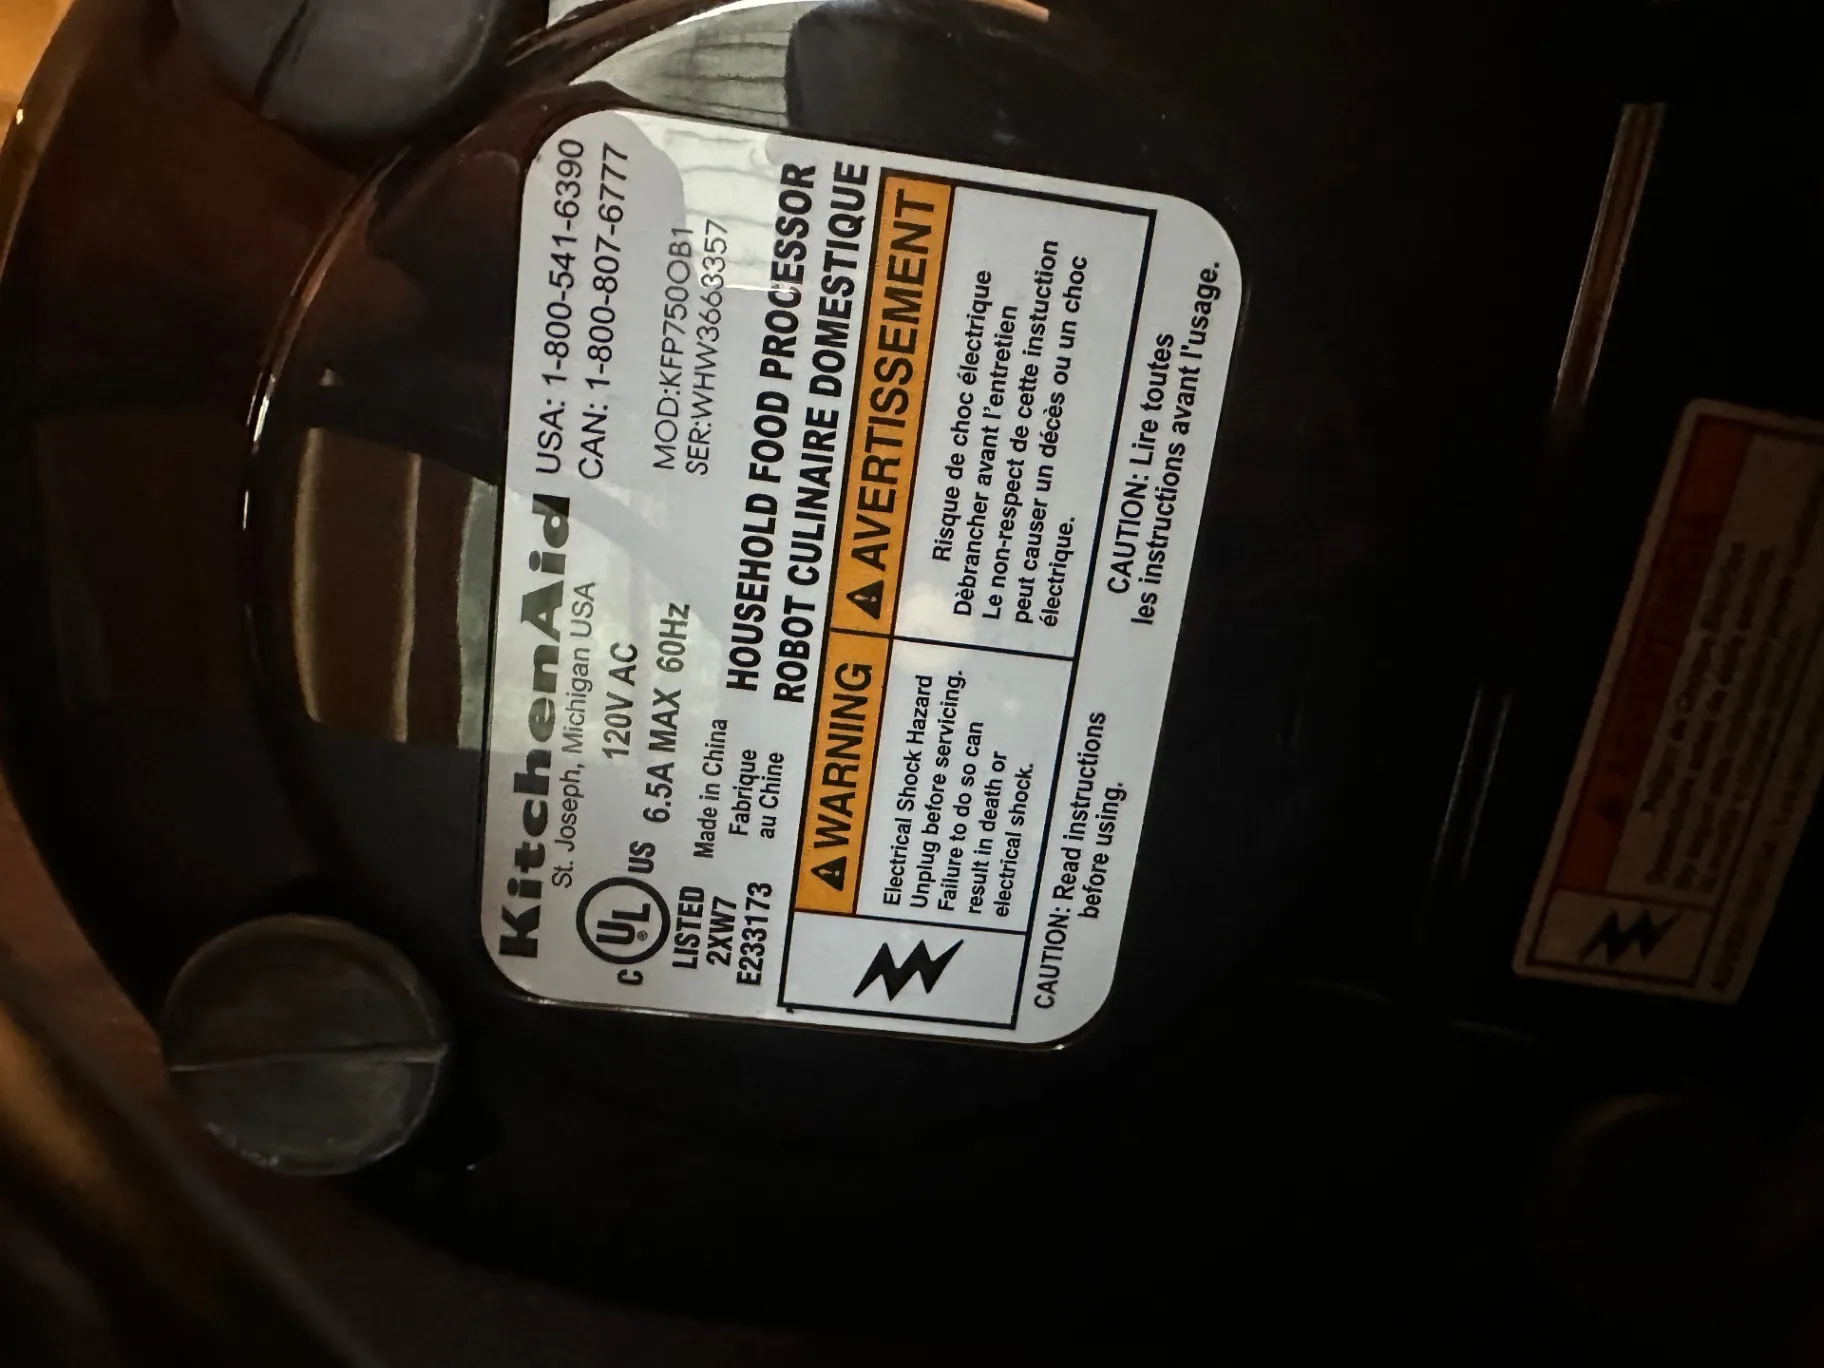 KitchenAid
St. Joseph, Michigan USA
USA: 1-800-541-6390
CAN: 1-800-807-6777
120V AC
6.5A MAX 60Hz
C UL US
®
LISTED
2XW7
E233173
Made in China
Fabrique
au Chine
MOD:KFP750OB1
SER:WHW3663357
HOUSEHOLD FOOD PROCESSOR
ROBOT CULINAIRE DOMESTIQUE
WARNING
Electrical Shock Hazard
Unplug before servicing.
Failure to do so can
result in death or
electrical shock.
AVERTISSEMENT
Risque de choc électrique
Dèbrancher avant l'entretien
Le non-respect de cette instuction
peut causer un décès ou un choc
électrique.
CAUTION: Read instructions
before using.
CAUTION: Lire toutes
les instructions avant l'usage.